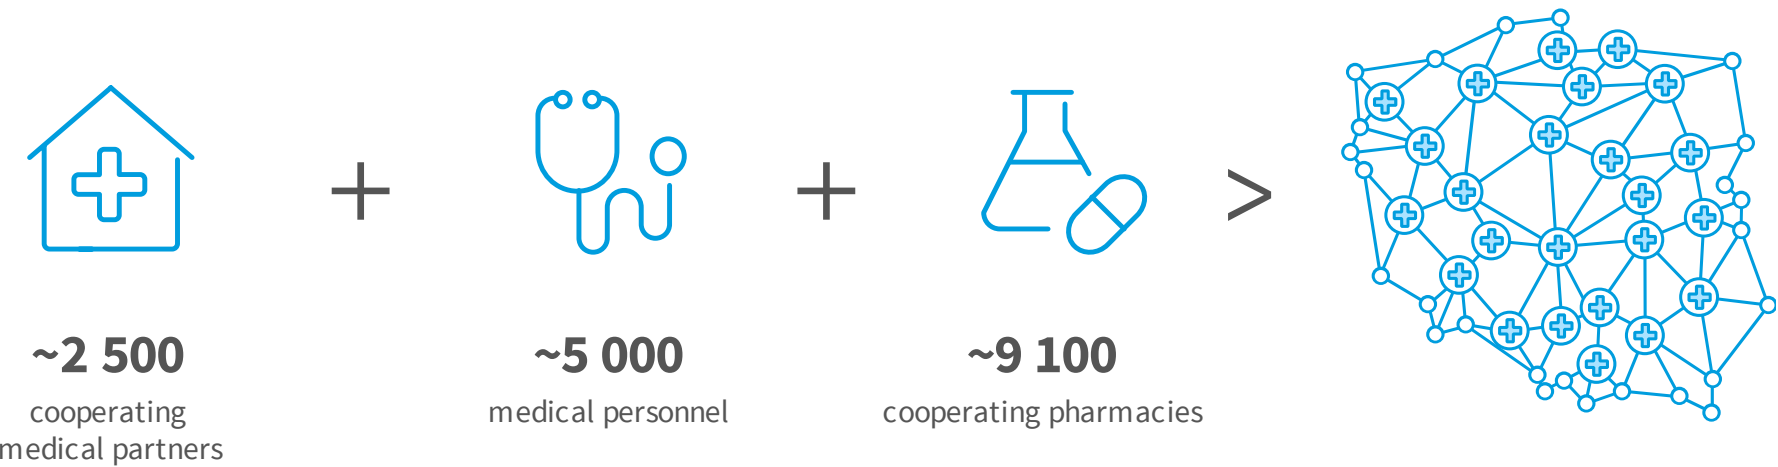 + + >
~2 500 ~5 000 ~9 100
cooperating medical personnel cooperating pharmacies
medical partners